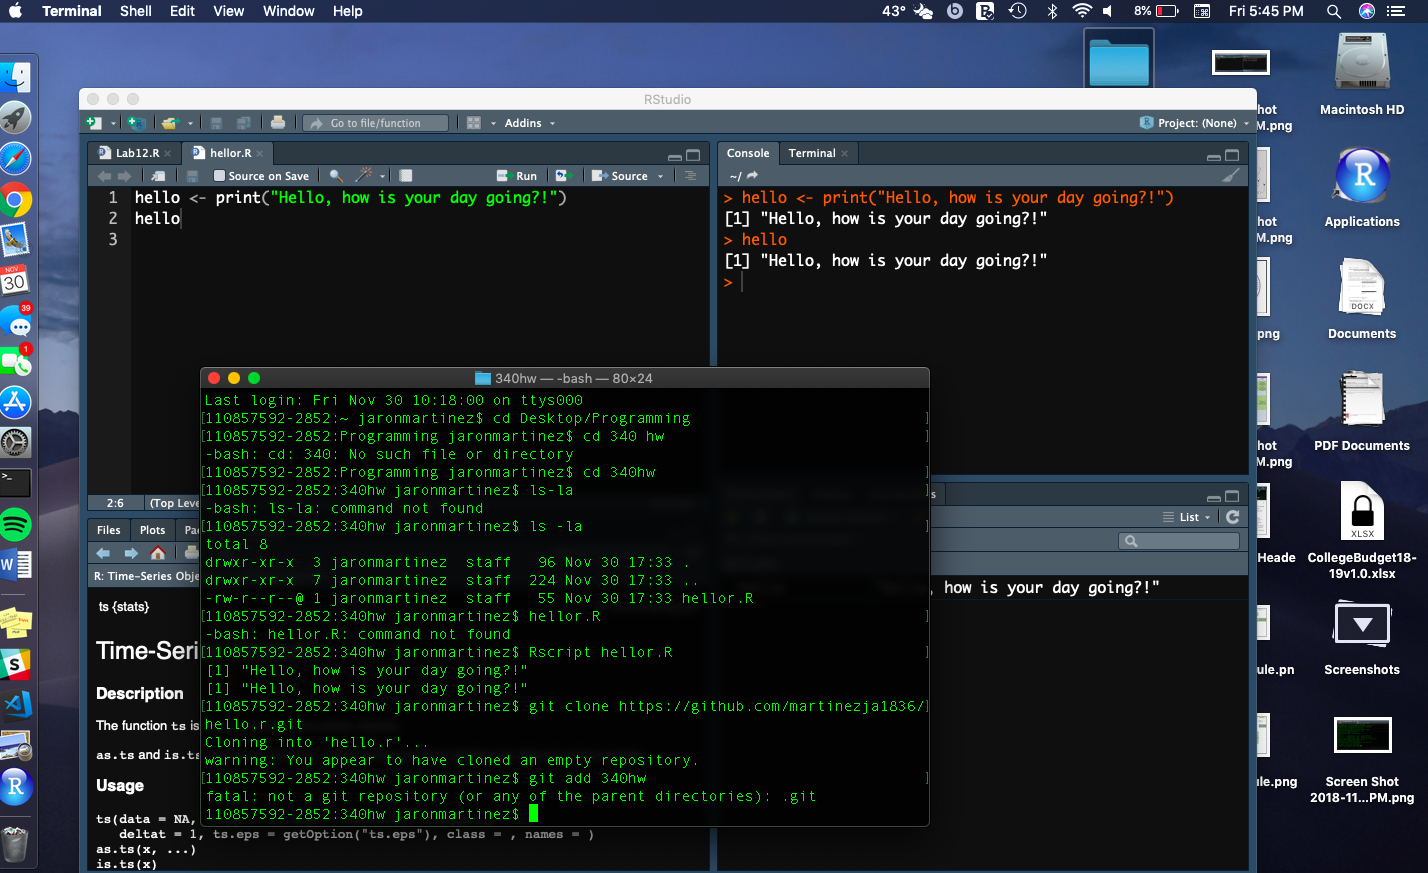 Terminal Shell Edit View Window Help
43° 8% Fri 5:45 PM
RStudio
Go to file/function Addins Project: (None)
Lab12.R hellor.R
Source on Save Run Source
1 hello <- print("Hello, how is your day going?!")
2 hello
3
2:6 (Top Leve
Console Terminal
~/
> hello <- print("Hello, how is your day going?!")
[1] "Hello, how is your day going?!"
> hello
[1] "Hello, how is your day going?!"
>
340hw — -bash — 80×24
Last login: Fri Nov 30 10:18:00 on ttys000
[110857592-2852:~ jaronmartinez$ cd Desktop/Programming ]
[110857592-2852:Programming jaronmartinez$ cd 340 hw ]
-bash: cd: 340: No such file or directory
[110857592-2852:Programming jaronmartinez$ cd 340hw ]
[110857592-2852:340hw jaronmartinez$ ls-la ]
-bash: ls-la: command not found
[110857592-2852:340hw jaronmartinez$ ls -la ]
total 8
drwxr-xr-x 3 jaronmartinez staff 96 Nov 30 17:33 .
drwxr-xr-x 7 jaronmartinez staff 224 Nov 30 17:33 ..
-rw-r--r--@ 1 jaronmartinez staff 55 Nov 30 17:33 hellor.R
[110857592-2852:340hw jaronmartinez$ hellor.R ]
-bash: hellor.R: command not found
[110857592-2852:340hw jaronmartinez$ Rscript hellor.R ]
[1] "Hello, how is your day going?!"
[1] "Hello, how is your day going?!"
[110857592-2852:340hw jaronmartinez$ git clone https://github.com/martinezja1836/]
hello.r.git
Cloning into 'hello.r'...
warning: You appear to have cloned an empty repository.
[110857592-2852:340hw jaronmartinez$ git add 340hw ]
fatal: not a git repository (or any of the parent directories): .git
110857592-2852:340hw jaronmartinez$
Files Plots Pa
R: Time-Series Obje
ts {stats}
Time-Seri
Description
The function ts is
as.ts and is.ts
Usage
ts(data = NA,
deltat = 1, ts.eps = getOption("ts.eps"), class = , names = )
as.ts(x, ...)
is.ts(x)
s
List
, how is your day going?!"
hot
M.png
hot
M.png
png
hot
M.png
Heade
ule.pn
ule.png
Macintosh HD
Applications
DOCX
Documents
PDF Documents
XLSX
CollegeBudget18-
19v1.0.xlsx
Screenshots
Screen Shot
2018-11...PM.png
NOV
30
39
1